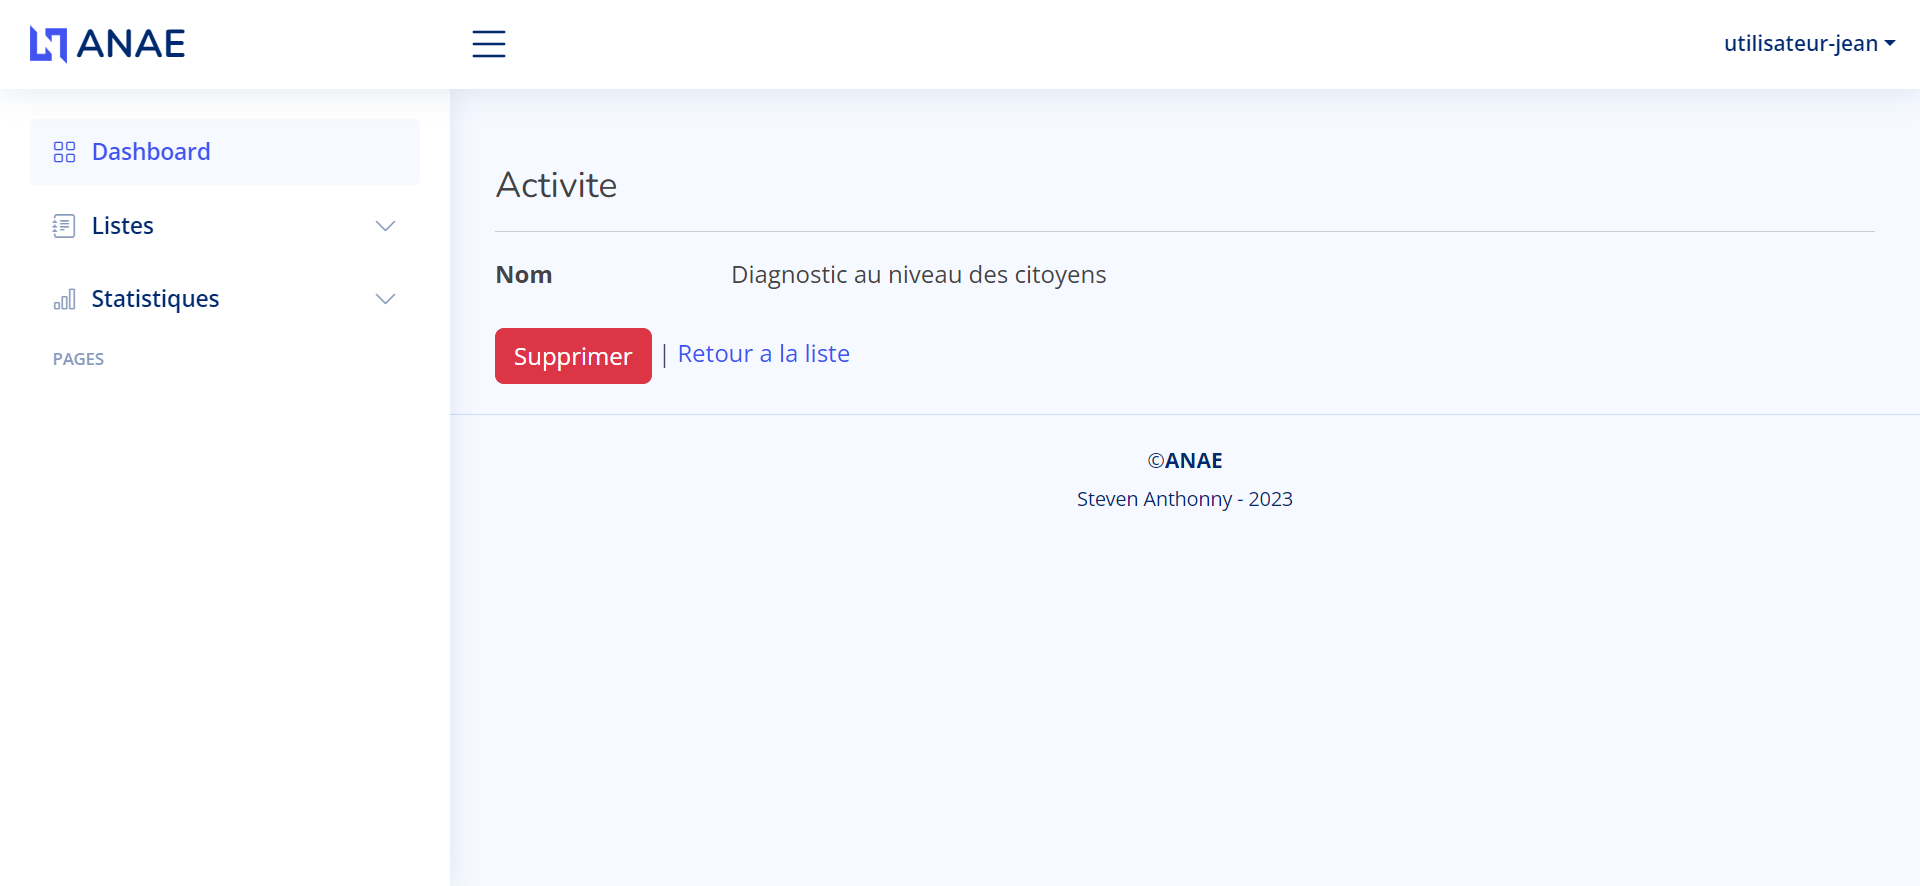 ANAE
utilisateur-jean
Dashboard
Listes
Statistiques
PAGES
Activite
Nom Diagnostic au niveau des citoyens
Supprimer | Retour a la liste
©ANAE
Steven Anthonny - 2023